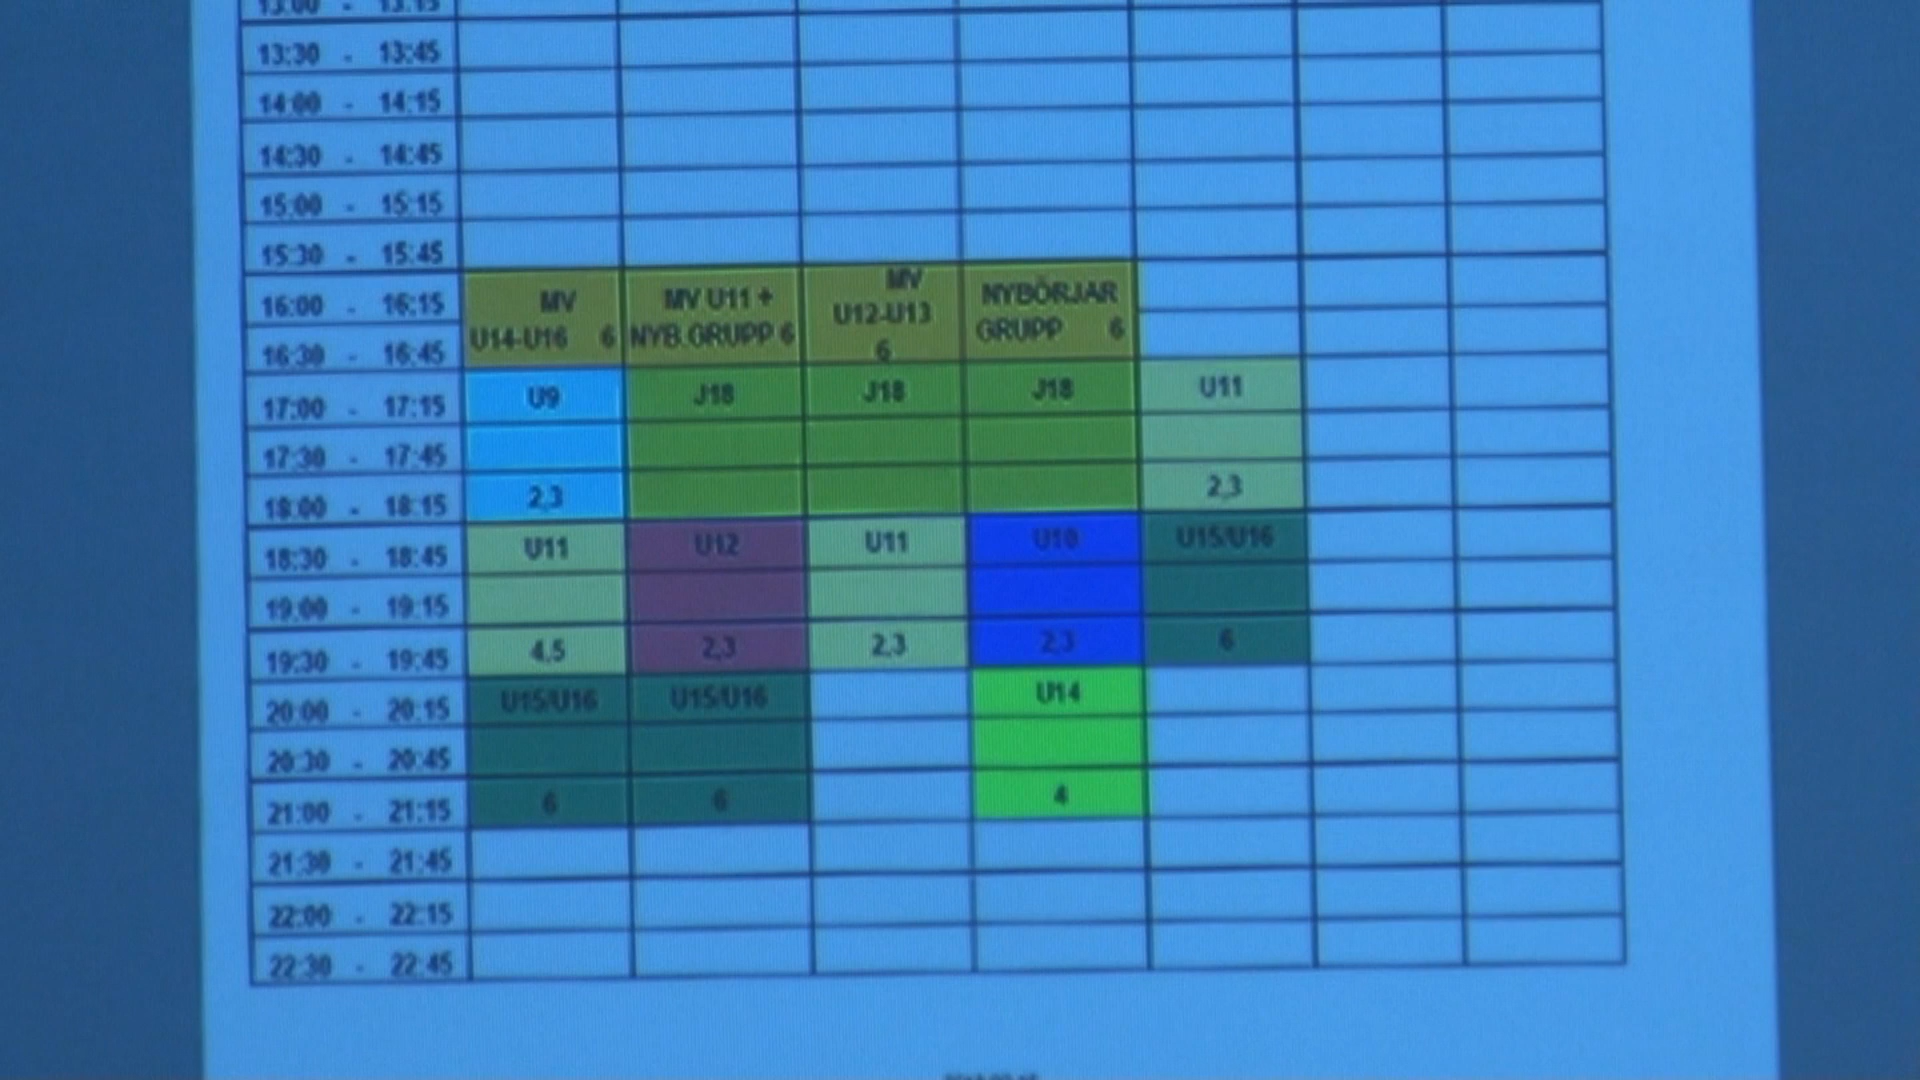 13:00 - 13:15
13:30 - 13:45
14:00 - 14:15
14:30 - 14:45
15:00 - 15:15
15:30 - 15:45
16:00 - 16:15
16:30 - 16:45
MV
U14-U16 6
MV U11 +
NYB.GRUPP 6
MV
U12-U13
6
NYBÖRJAR
GRUPP 6
17:00 - 17:15 U9 J18 J18 J18 U11
17:30 - 17:45
18:00 - 18:15 2,3 2,3
18:30 - 18:45 U11 U12 U11 U10 U15/U16
19:00 - 19:15
19:30 - 19:45 4,5 2,3 2,3 2,3 6
20:00 - 20:15 U15/U16 U15/U16 U14
20:30 - 20:45
21:00 - 21:15 6 6 4
21:30 - 21:45
22:00 - 22:15
22:30 - 22:45